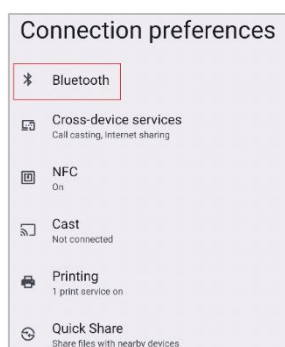 Connection preferences
Bluetooth
Cross-device services
Call casting, Internet sharing
NFC
On
Cast
Not connected
Printing
1 print service on
Quick Share
Share files with nearby devices